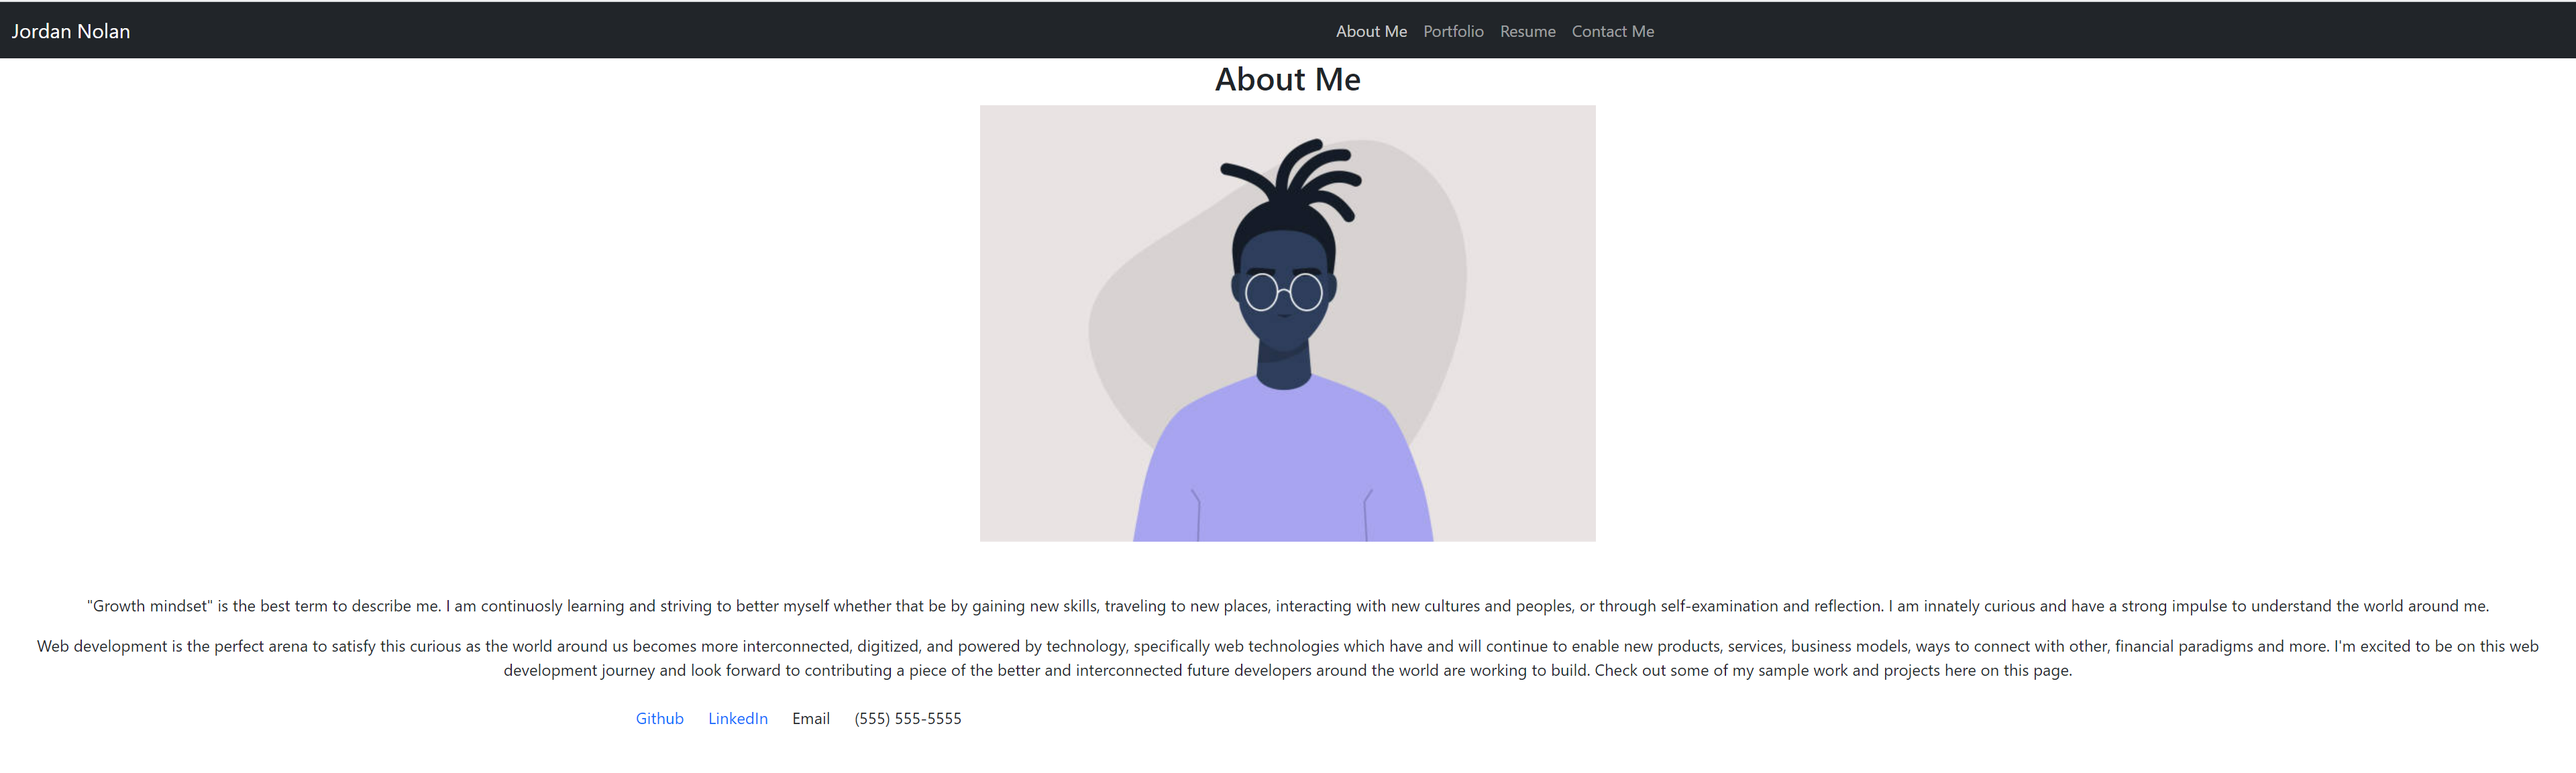 Jordan Nolan About Me Portfolio Resume Contact Me
About Me
"Growth mindset" is the best term to describe me. I am continuosly learning and striving to better myself whether that be by gaining new skills, traveling to new places, interacting with new cultures and peoples, or through self-examination and reflection. I am innately curious and have a strong impulse to understand the world around me.
Web development is the perfect arena to satisfy this curious as the world around us becomes more interconnected, digitized, and powered by technology, specifically web technologies which have and will continue to enable new products, services, business models, ways to connect with other, financial paradigms and more. I'm excited to be on this web
development journey and look forward to contributing a piece of the better and interconnected future developers around the world are working to build. Check out some of my sample work and projects here on this page.
Github LinkedIn Email (555) 555-5555